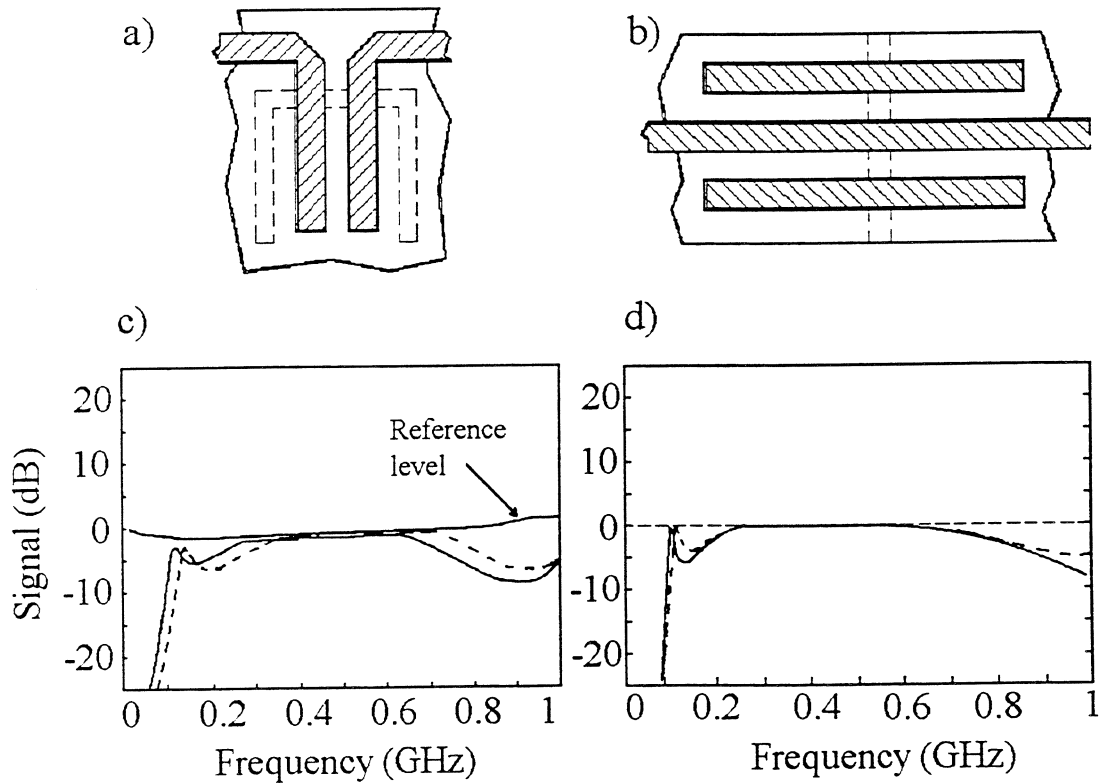 a)
b)
c)
d)
Signal (dB)
20
10
0
-10
-20
Reference
level
0 0.2 0.4 0.6 0.8 1
Frequency (GHz)
20
10
0
-10
-20
0 0.2 0.4 0.6 0.8 1
Frequency (GHz)